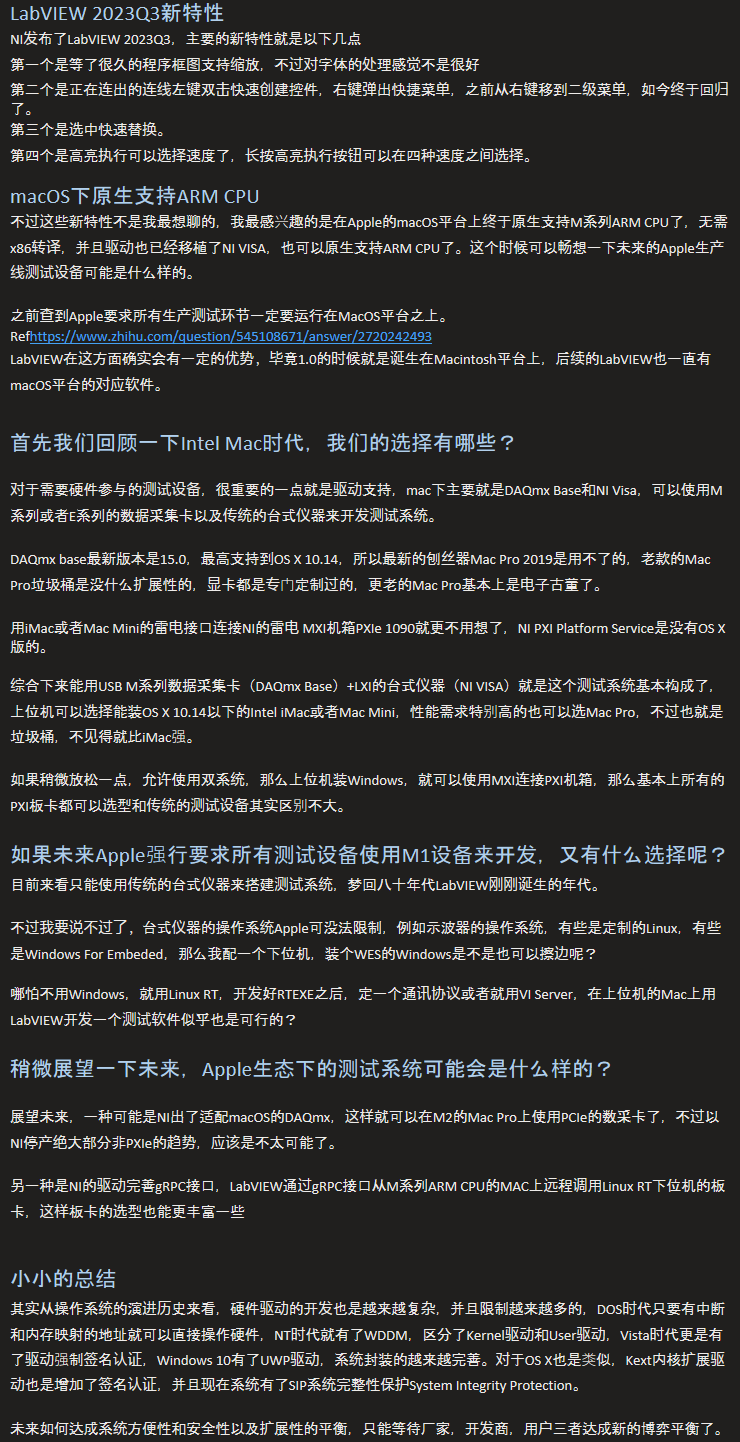 LabVIEW 2023Q3新特性
NI发布了LabVIEW 2023Q3，主要的新特性就是以下几点
第一个是等了很久的程序框图支持缩放，不过对字体的处理感觉不是很好
第二个是正在连出的连线左键双击快速创建控件，右键弹出快捷菜单，之前从右键移到二级菜单，如今终于回归
了。
第三个是选中快速替换。
第四个是高亮执行可以选择速度了，长按高亮执行按钮可以在四种速度之间选择。
macOS下原生支持ARM CPU
不过这些新特性不是我最想聊的，我最感兴趣的是在Apple的macOS平台上终于原生支持M系列ARM CPU了，无需
x86转译，并且驱动也已经移植了NI VISA，也可以原生支持ARM CPU了。这个时候可以畅想一下未来的Apple生产
线测试设备可能是什么样的。
之前查到Apple要求所有生产测试环节一定要运行在MacOS平台之上。
Refhttps://www.zhihu.com/question/545108671/answer/2720242493
LabVIEW在这方面确实会有一定的优势，毕竟1.0的时候就是诞生在Macintosh平台上，后续的LabVIEW也一直有
macOS平台的对应软件。
首先我们回顾一下Intel Mac时代，我们的选择有哪些？
对于需要硬件参与的测试设备，很重要的一点就是驱动支持，mac下主要就是DAQmx Base和NI Visa，可以使用M
系列或者E系列的数据采集卡以及传统的台式仪器来开发测试系统。
DAQmx base最新版本是15.0，最高支持到OS X 10.14，所以最新的刨丝器Mac Pro 2019是用不了的，老款的Mac
Pro垃圾桶是没什么扩展性的，显卡都是专门定制过的，更老的Mac Pro基本上是电子古董了。
用iMac或者Mac Mini的雷电接口连接NI的雷电 MXI机箱PXIe 1090就更不用想了，NI PXI Platform Service是没有OS X
版的。
综合下来能用USB M系列数据采集卡（DAQmx Base）+LXI的台式仪器（NI VISA）就是这个测试系统基本构成了，
上位机可以选择能装OS X 10.14以下的Intel iMac或者Mac Mini，性能需求特别高的也可以选Mac Pro，不过也就是
垃圾桶，不见得就比iMac强。
如果稍微放松一点，允许使用双系统，那么上位机装Windows，就可以使用MXI连接PXI机箱，那么基本上所有的
PXI板卡都可以选型和传统的测试设备其实区别不大。
如果未来Apple强行要求所有测试设备使用M1设备来开发，又有什么选择呢？
目前来看只能使用传统的台式仪器来搭建测试系统，梦回八十年代LabVIEW刚刚诞生的年代。
不过我要说不过了，台式仪器的操作系统Apple可没法限制，例如示波器的操作系统，有些是定制的Linux，有些
是Windows For Embeded，那么我配一个下位机，装个WES的Windows是不是也可以擦边呢？
哪怕不用Windows，就用Linux RT，开发好RTEXE之后，定一个通讯协议或者就用VI Server，在上位机的Mac上用
LabVIEW开发一个测试软件似乎也是可行的？
稍微展望一下未来，Apple生态下的测试系统可能会是什么样的？
展望未来，一种可能是NI出了适配macOS的DAQmx，这样就可以在M2的Mac Pro上使用PCIe的数采卡了，不过以
NI停产绝大部分非PXIe的趋势，应该是不太可能了。
另一种是NI的驱动完善gRPC接口，LabVIEW通过gRPC接口从M系列ARM CPU的MAC上远程调用Linux RT下位机的板
卡，这样板卡的选型也能更丰富一些
小小的总结
其实从操作系统的演进历史来看，硬件驱动的开发也是越来越复杂，并且限制越来越多的，DOS时代只要有中断
和内存映射的地址就可以直接操作硬件，NT时代就有了WDDM，区分了Kernel驱动和User驱动，Vista时代更是有
了驱动强制签名认证，Windows 10有了UWP驱动，系统封装的越来越完善。对于OS X也是类似，Kext内核扩展驱
动也是增加了签名认证，并且现在系统有了SIP系统完整性保护System Integrity Protection。
未来如何达成系统方便性和安全性以及扩展性的平衡，只能等待厂家，开发商，用户三者达成新的博弈平衡了。